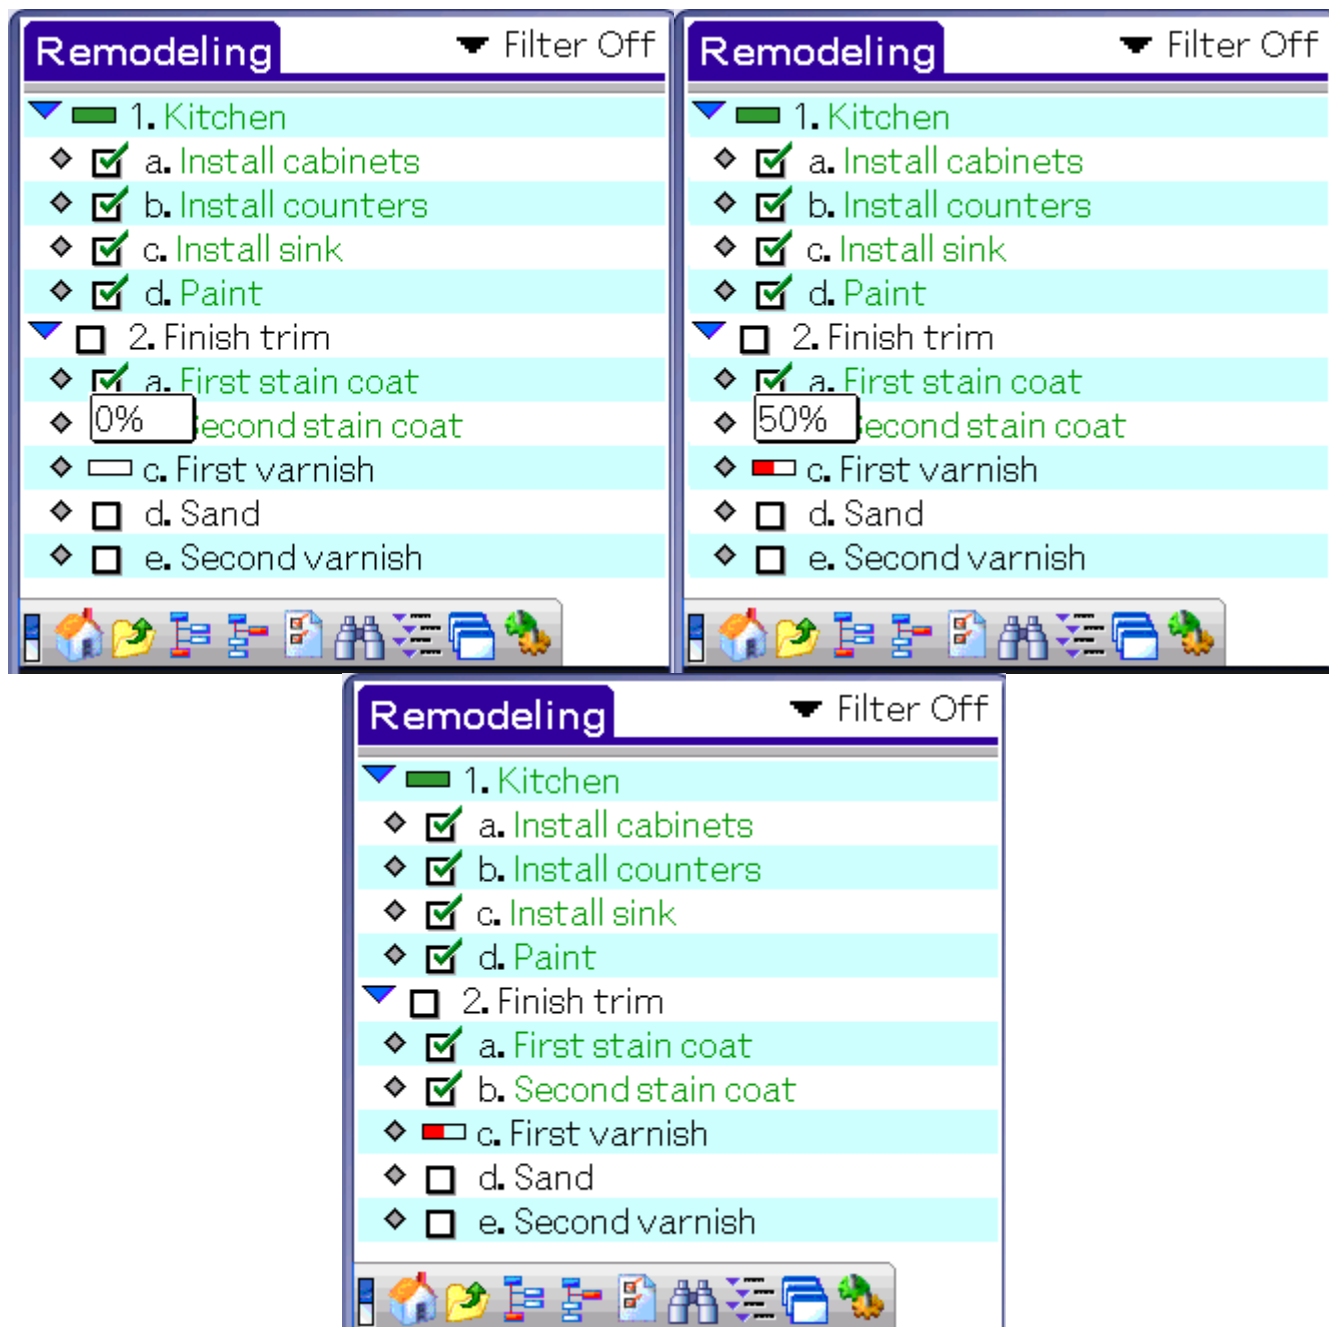 Remodeling Filter Off
1. Kitchen
a. Install cabinets
b. Install counters
c. Install sink
d. Paint
2. Finish trim
a. First stain coat
0% econd stain coat
c. First varnish
d. Sand
e. Second varnish
Remodeling Filter Off
1. Kitchen
a. Install cabinets
b. Install counters
c. Install sink
d. Paint
2. Finish trim
a. First stain coat
50% econd stain coat
c. First varnish
d. Sand
e. Second varnish
Remodeling Filter Off
1. Kitchen
a. Install cabinets
b. Install counters
c. Install sink
d. Paint
2. Finish trim
a. First stain coat
b. Second stain coat
c. First varnish
d. Sand
e. Second varnish